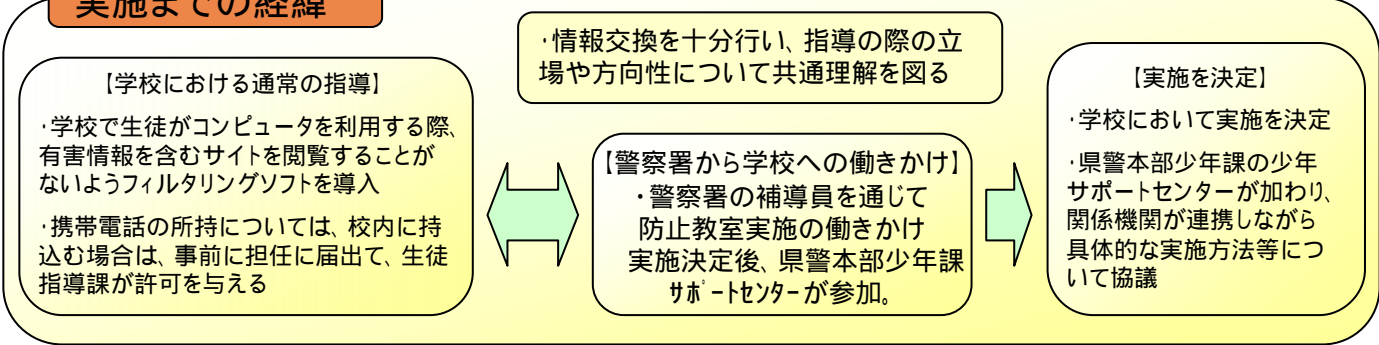 実施までの経緯
･情報交換を十分行い、指導の際の立
場や方向性について共通理解を図る
【学校における通常の指導】
･学校で生徒がコンピュータを利用する際、
有害情報を含むサイトを閲覧することが
ないようフィルタリングソフトを導入
･携帯電話の所持については、校内に持
込む場合は、事前に担任に届出て、生徒
指導課が許可を与える
【警察署から学校への働きかけ】
･警察署の補導員を通じて
防止教室実施の働きかけ
実施決定後、県警本部少年課
ｻﾎﾟｰﾄｾﾝﾀｰが参加。
【実施を決定】
･学校において実施を決定
･県警本部少年課の少年
サポートセンターが加わり、
関係機関が連携しながら
具体的な実施方法等につ
いて協議